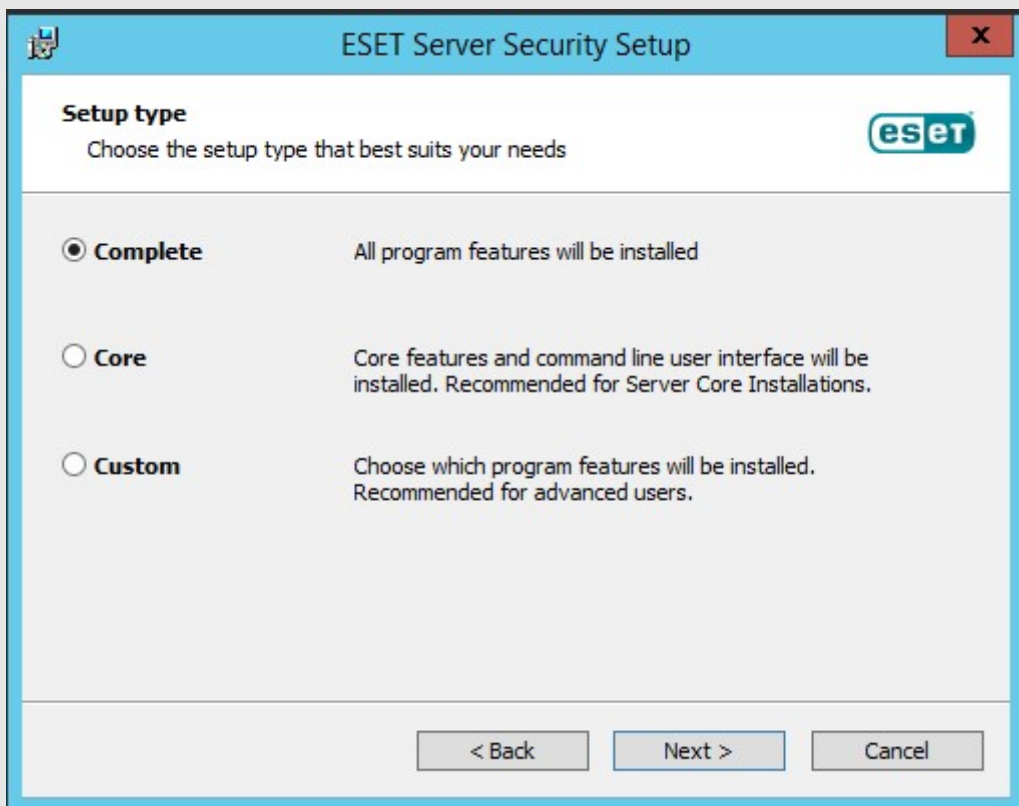 ESET Server Security Setup
x
Setup type
Choose the setup type that best suits your needs
eseT
Complete
All program features will be installed
Core
Core features and command line user interface will be
installed. Recommended for Server Core Installations.
Custom
Choose which program features will be installed.
Recommended for advanced users.
< Back
Next >
Cancel